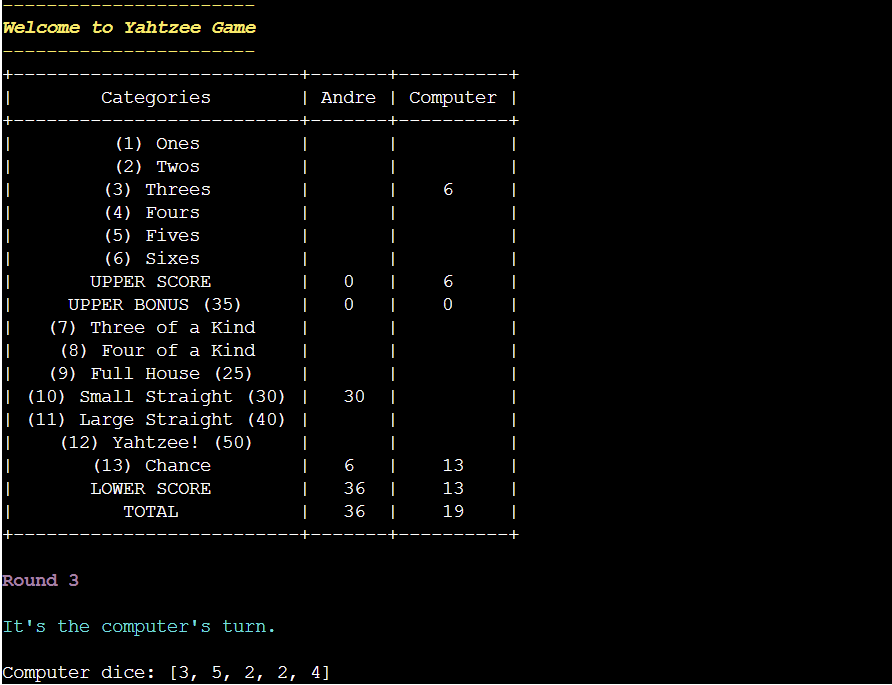 -----------------------
Welcome to Yahtzee Game
-----------------------
+--------------------------+-------+----------+
|        Categories        | Andre | Computer |
+--------------------------+-------+----------+
|         (1) Ones         |       |          |
|         (2) Twos         |       |          |
|        (3) Threes        |       |    6     |
|        (4) Fours         |       |          |
|        (5) Fives         |       |          |
|        (6) Sixes         |       |          |
|       UPPER SCORE        |   0   |    6     |
|     UPPER BONUS (35)     |   0   |    0     |
|   (7) Three of a Kind    |       |          |
|    (8) Four of a Kind    |       |          |
|   (9) Full House (25)    |       |          |
| (10) Small Straight (30) |   30  |          |
| (11) Large Straight (40) |       |          |
|    (12) Yahtzee! (50)    |       |          |
|       (13) Chance        |   6   |    13    |
|       LOWER SCORE        |   36  |    13    |
|          TOTAL           |   36  |    19    |
+--------------------------+-------+----------+
Round 3
It's the computer's turn.
Computer dice: [3, 5, 2, 2, 4]